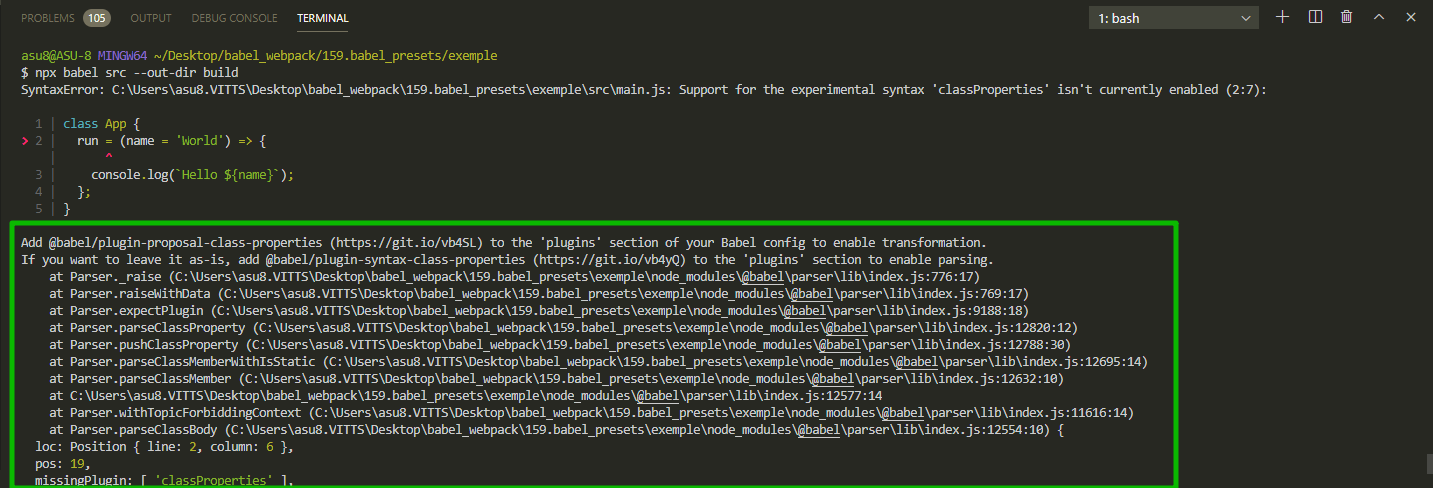 PROBLEMS 105 OUTPUT DEBUG CONSOLE TERMINAL 1: bash
asu8@ASU-8 MINGW64 ~/Desktop/babel_webpack/159.babel_presets/exemple
$ npx babel src --out-dir build
SyntaxError: C:\Users\asu8.VITTS\Desktop\babel_webpack\159.babel_presets\exemple\src\main.js: Support for the experimental syntax 'classProperties' isn't currently enabled (2:7):
1 | class App {
> 2 | run = (name = 'World') => {
| ^
3 | console.log(`Hello ${name}`);
4 | };
5 | }
Add @babel/plugin-proposal-class-properties (https://git.io/vb4SL) to the 'plugins' section of your Babel config to enable transformation.
If you want to leave it as-is, add @babel/plugin-syntax-class-properties (https://git.io/vb4yQ) to the 'plugins' section to enable parsing.
at Parser._raise (C:\Users\asu8.VITTS\Desktop\babel_webpack\159.babel_presets\exemple\node_modules\@babel\parser\lib\index.js:776:17)
at Parser.raiseWithData (C:\Users\asu8.VITTS\Desktop\babel_webpack\159.babel_presets\exemple\node_modules\@babel\parser\lib\index.js:769:17)
at Parser.expectPlugin (C:\Users\asu8.VITTS\Desktop\babel_webpack\159.babel_presets\exemple\node_modules\@babel\parser\lib\index.js:9188:18)
at Parser.parseClassProperty (C:\Users\asu8.VITTS\Desktop\babel_webpack\159.babel_presets\exemple\node_modules\@babel\parser\lib\index.js:12820:12)
at Parser.pushClassProperty (C:\Users\asu8.VITTS\Desktop\babel_webpack\159.babel_presets\exemple\node_modules\@babel\parser\lib\index.js:12788:30)
at Parser.parseClassMemberWithIsStatic (C:\Users\asu8.VITTS\Desktop\babel_webpack\159.babel_presets\exemple\node_modules\@babel\parser\lib\index.js:12695:14)
at Parser.parseClassMember (C:\Users\asu8.VITTS\Desktop\babel_webpack\159.babel_presets\exemple\node_modules\@babel\parser\lib\index.js:12632:10)
at C:\Users\asu8.VITTS\Desktop\babel_webpack\159.babel_presets\exemple\node_modules\@babel\parser\lib\index.js:12577:14
at Parser.withTopicForbiddingContext (C:\Users\asu8.VITTS\Desktop\babel_webpack\159.babel_presets\exemple\node_modules\@babel\parser\lib\index.js:11616:14)
at Parser.parseClassBody (C:\Users\asu8.VITTS\Desktop\babel_webpack\159.babel_presets\exemple\node_modules\@babel\parser\lib\index.js:12554:10) {
loc: Position { line: 2, column: 6 },
pos: 19,
missingPlugin: [ 'classProperties' ],